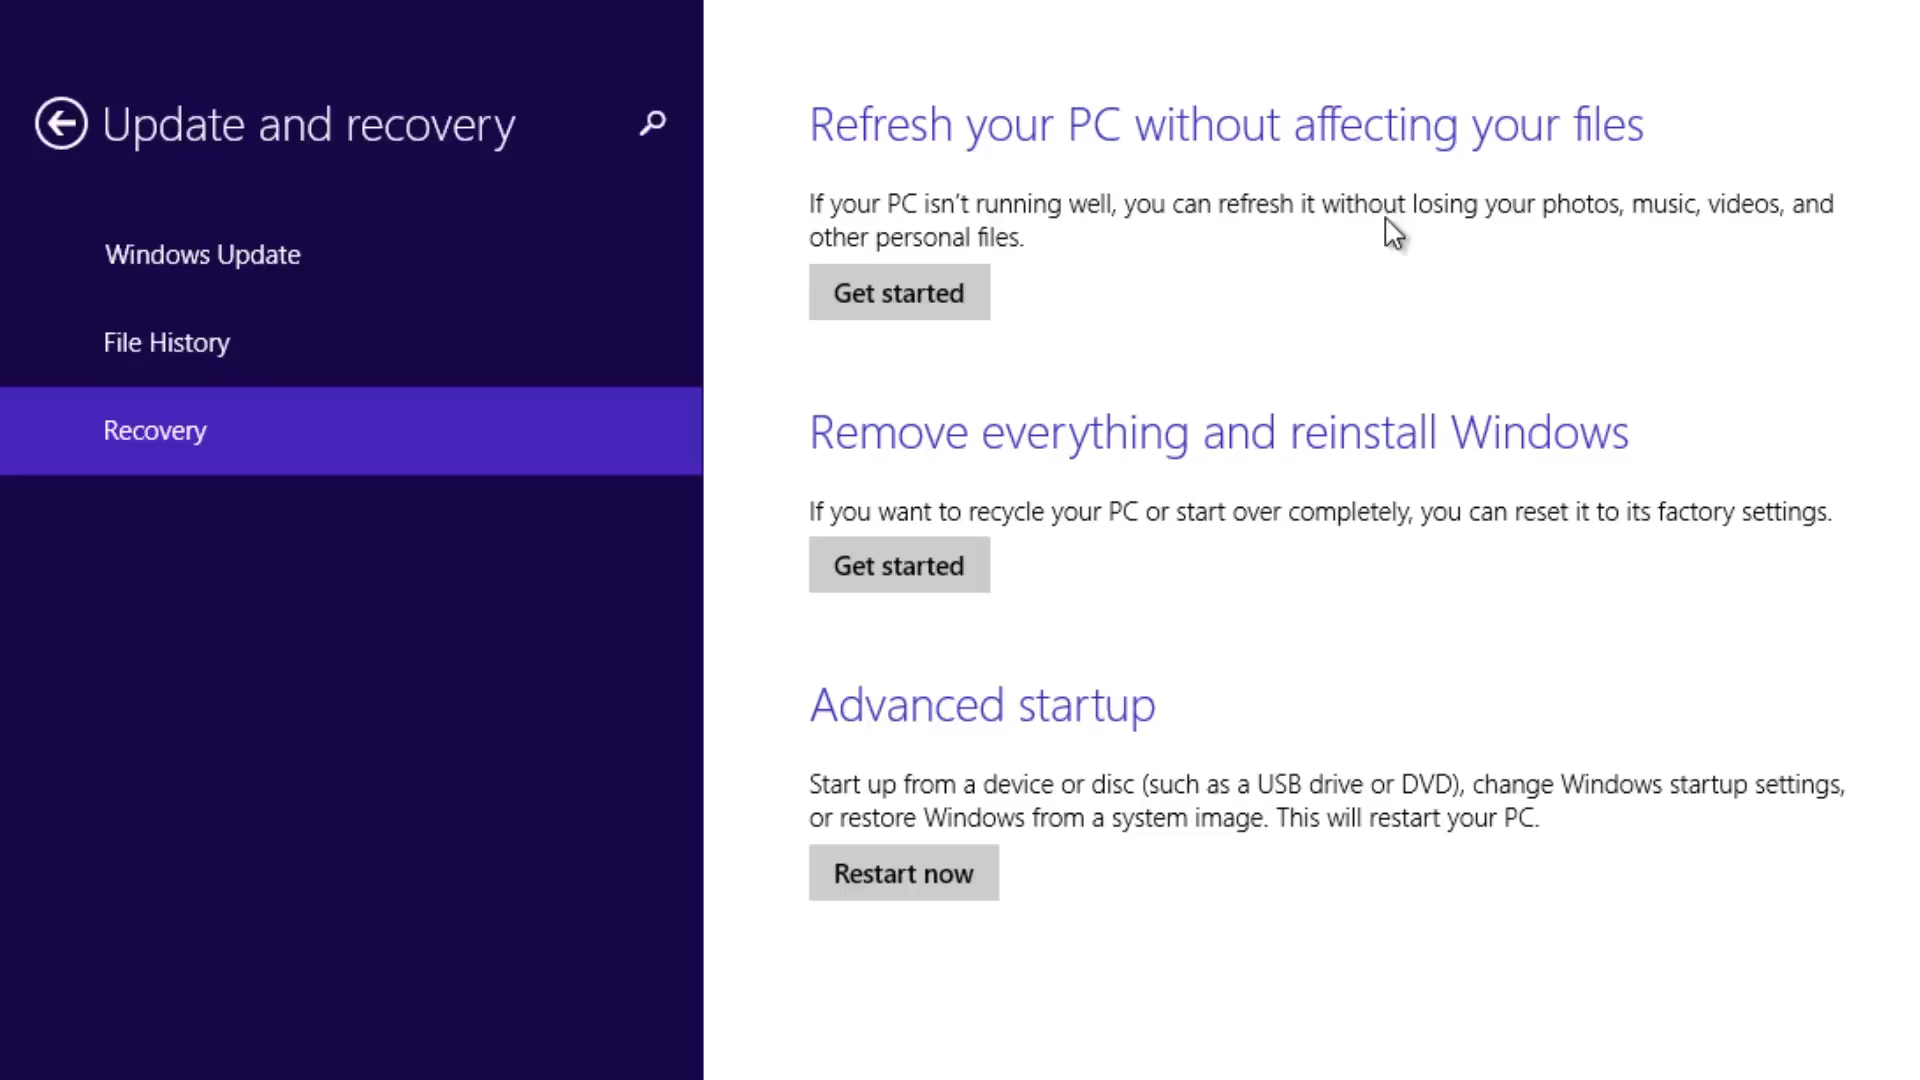 Update and recovery
Windows Update
File History
Recovery
Refresh your PC without affecting your files
If your PC isn't running well, you can refresh it without losing your photos, music, videos, and
other personal files.
Get started
Remove everything and reinstall Windows
If you want to recycle your PC or start over completely, you can reset it to its factory settings.
Get started
Advanced startup
Start up from a device or disc (such as a USB drive or DVD), change Windows startup settings,
or restore Windows from a system image. This will restart your PC.
Restart now